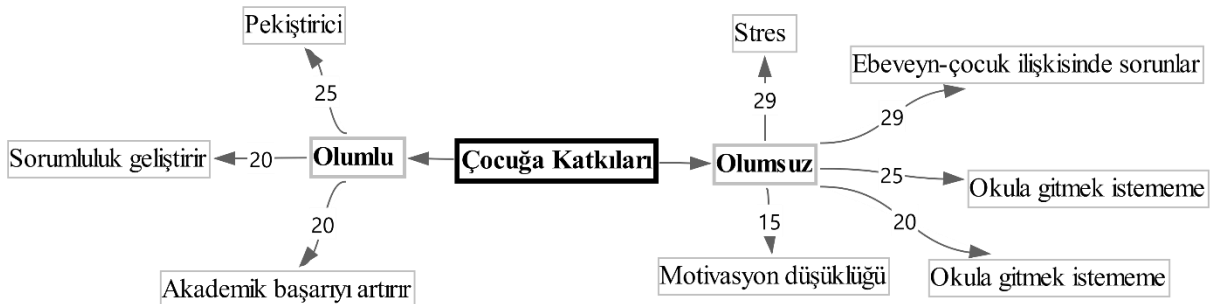 Pekiştirici
Stres
Ebeveyn-çocuk ilişkisinde sorunlar
25
29
29
Sorumluluk geliştirir
20
Olumlu
Çocuğa Katkıları
Olumsuz
25
Okula gitmek istememe
20
15
20
Akademik başarıyı artırır
Motivasyon düşüklüğü
Okula gitmek istememe